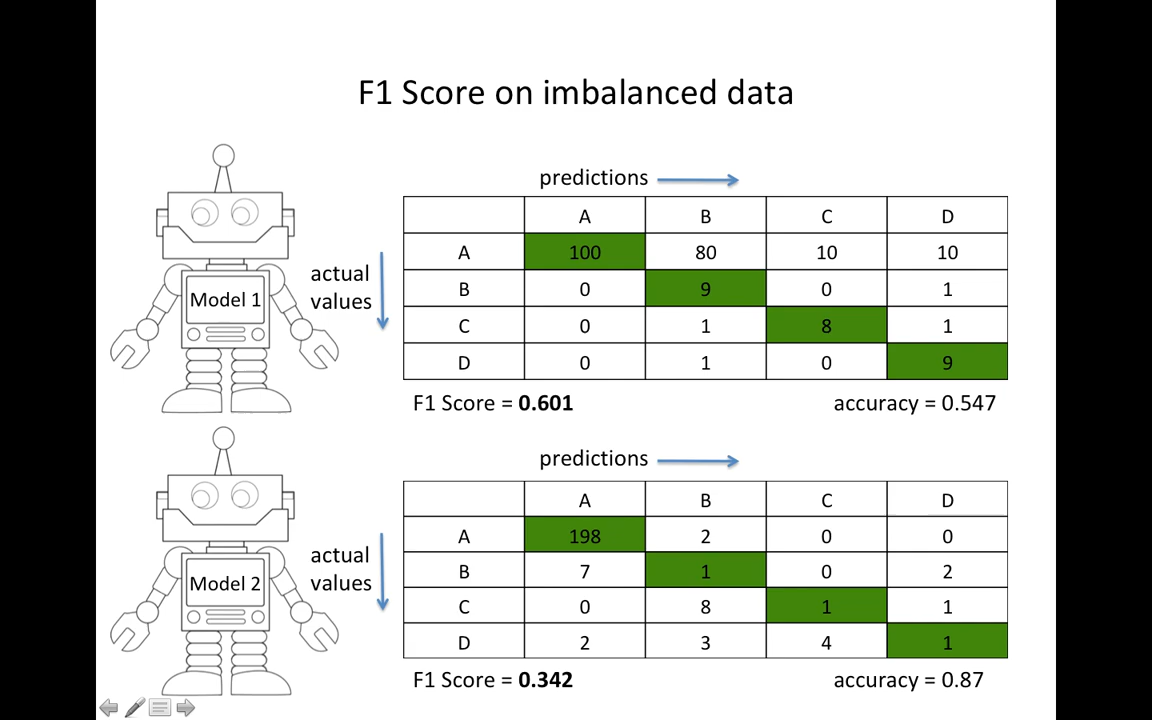 F1 Score on imbalanced data
predictions
A B C D
A 100 80 10 10
B 0 9 0 1
C 0 1 8 1
D 0 1 0 9
actual
values
Model 1
F1 Score = 0.601 accuracy = 0.547
predictions
A B C D
A 198 2 0 0
B 7 1 0 2
C 0 8 1 1
D 2 3 4 1
actual
values
Model 2
F1 Score = 0.342 accuracy = 0.87